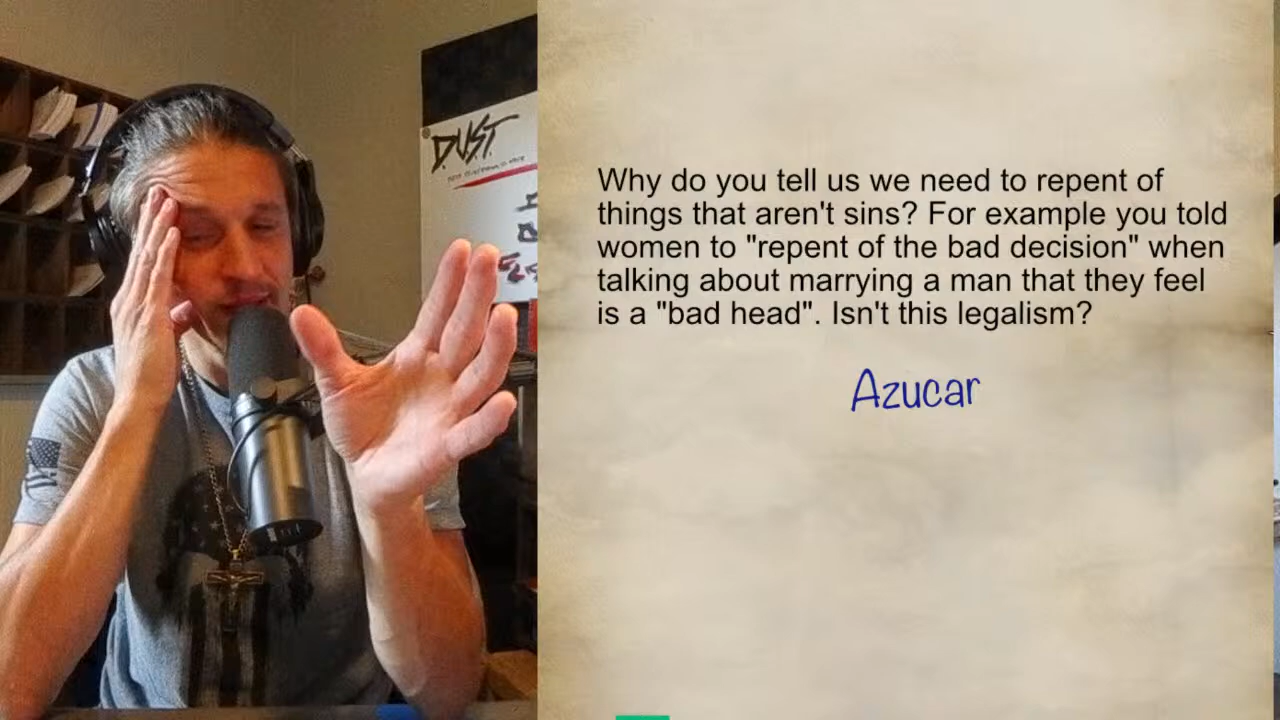 D.U.S.T.
Why do you tell us we need to repent of
things that aren't sins? For example you told
women to "repent of the bad decision" when
talking about marrying a man that they feel
is a "bad head". Isn't this legalism?
Azucar